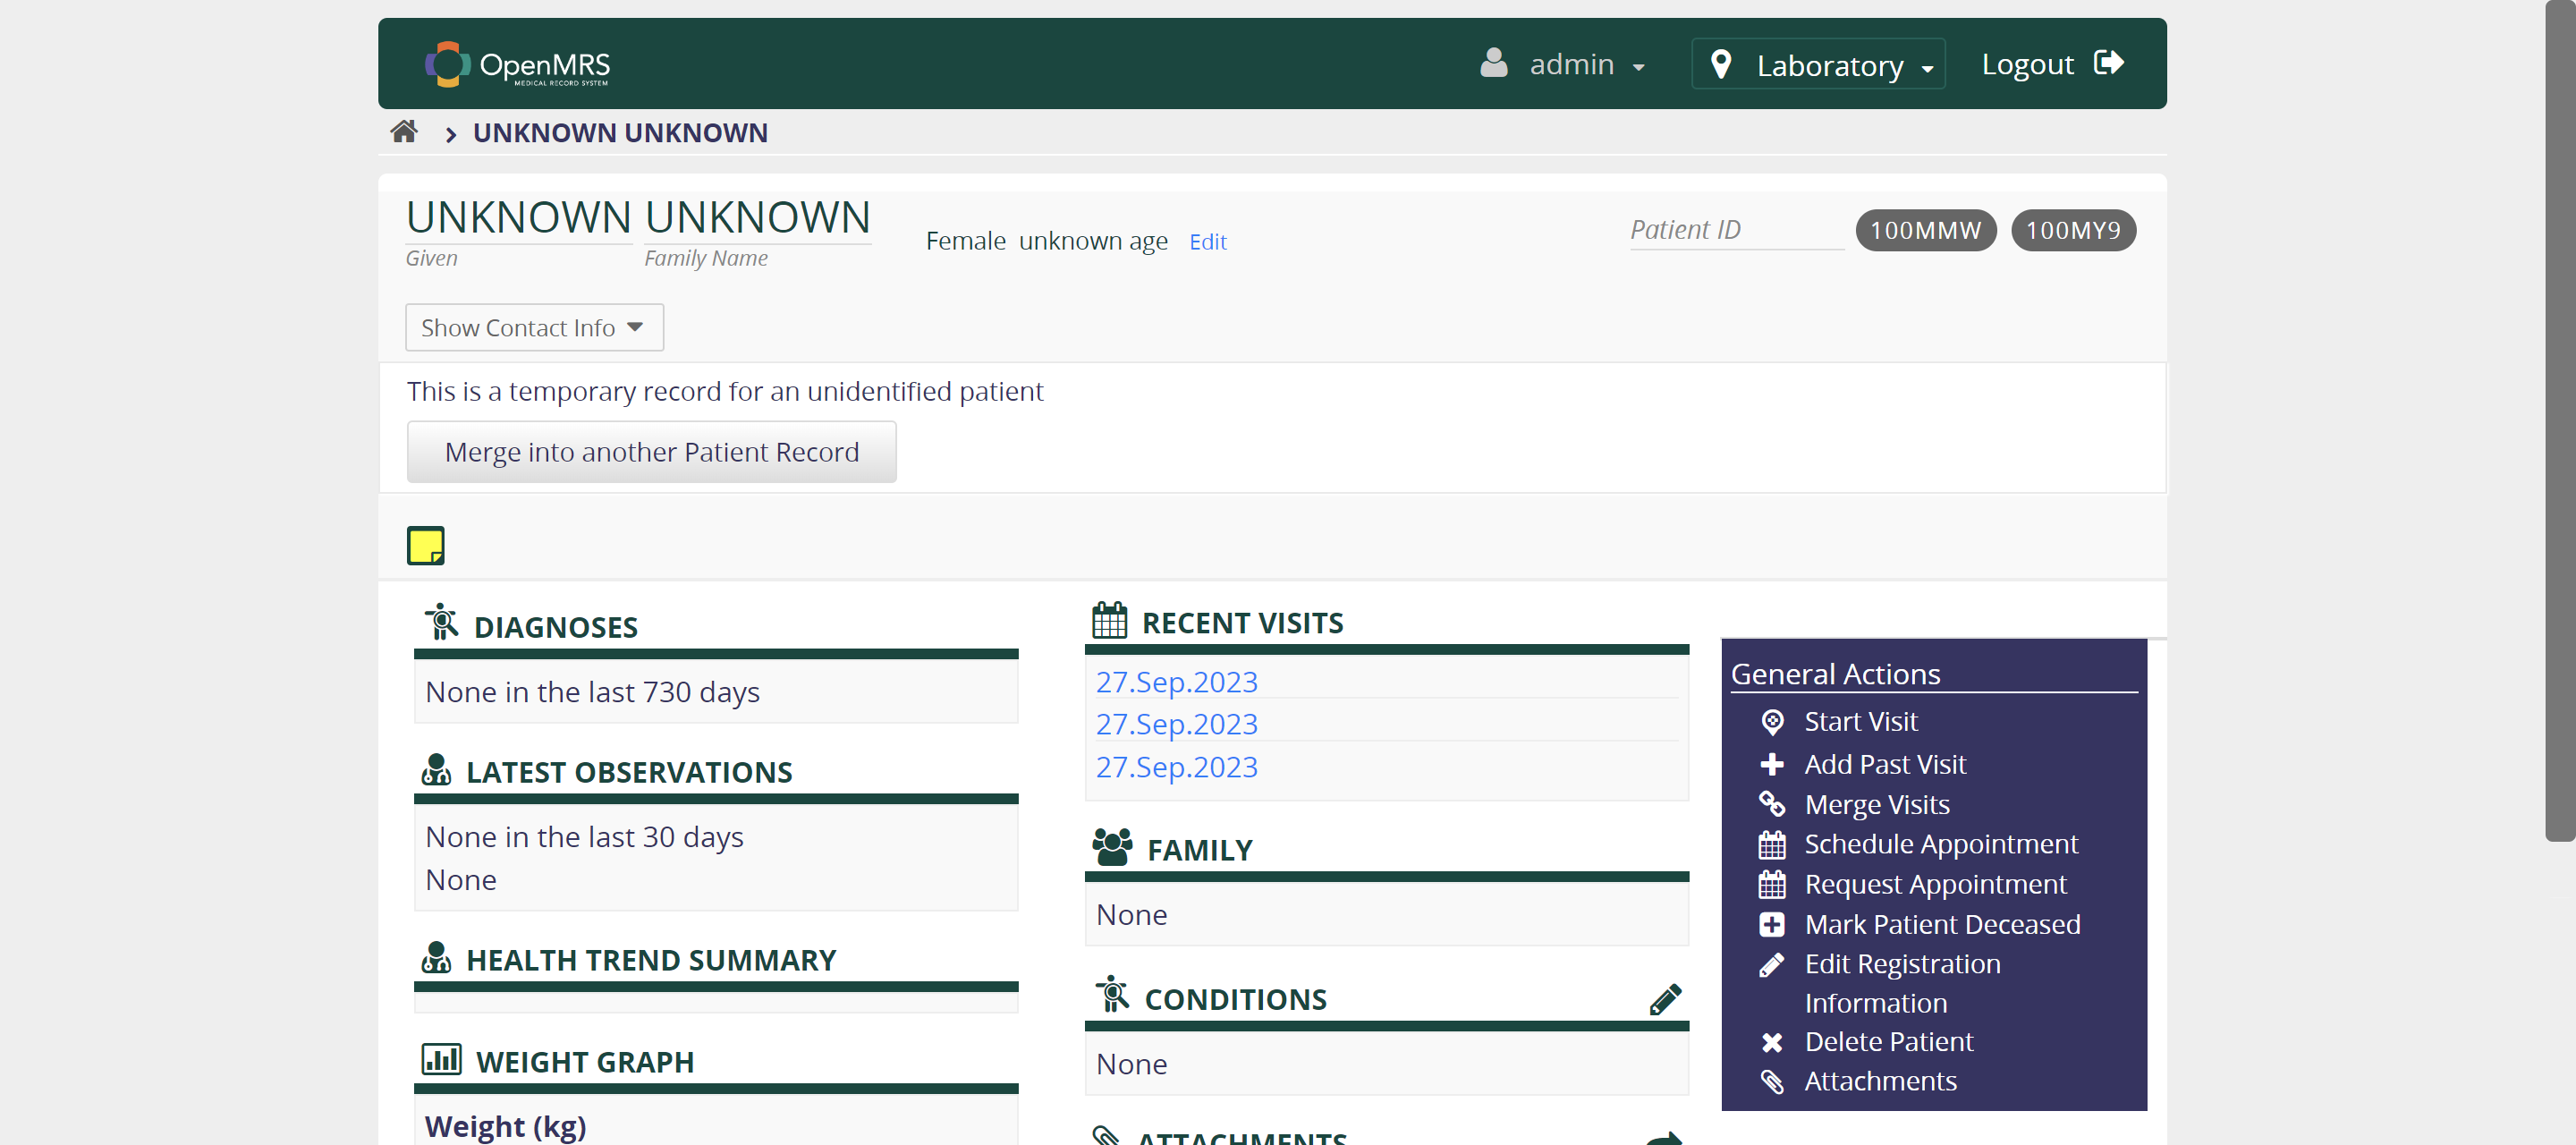 OpenMRS
MEDICAL RECORD SYSTEM
admin
Laboratory
Logout
UNKNOWN UNKNOWN
UNKNOWN UNKNOWN
Given
Family Name
Female unknown age Edit
Patient ID
100MMW
100MY9
Show Contact Info
This is a temporary record for an unidentified patient
Merge into another Patient Record
DIAGNOSES
None in the last 730 days
LATEST OBSERVATIONS
None in the last 30 days
None
HEALTH TREND SUMMARY
WEIGHT GRAPH
Weight (kg)
RECENT VISITS
27.Sep.2023
27.Sep.2023
27.Sep.2023
FAMILY
None
CONDITIONS
None
ATTACHMENTS
General Actions
Start Visit
Add Past Visit
Merge Visits
Schedule Appointment
Request Appointment
Mark Patient Deceased
Edit Registration
Information
Delete Patient
Attachments